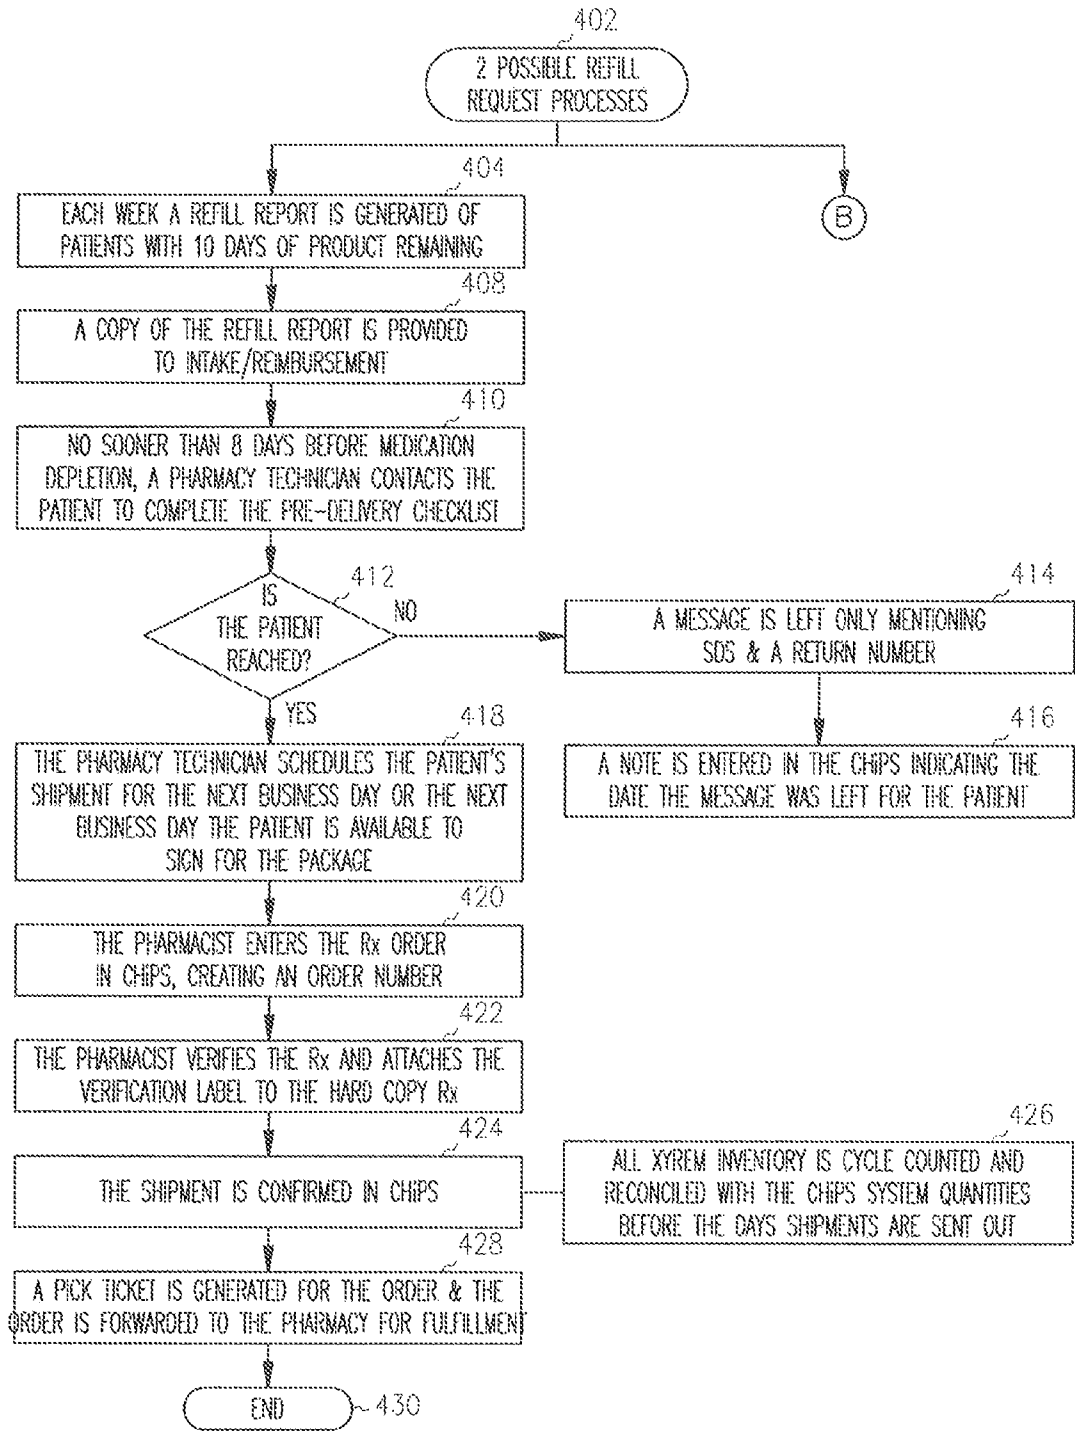 402
2 POSSIBLE REFILL
REQUEST PROCESSES
404
EACH WEEK A REFILL REPORT IS GENERATED OF
PATIENTS WITH 10 DAYS OF PRODUCT REMAINING
B
408
A COPY OF THE REFILL REPORT IS PROVIDED
TO INTAKE/REIMBURSEMENT
410
NO SOONER THAN 8 DAYS BEFORE MEDICATION
DEPLETION, A PHARMACY TECHNICIAN CONTACTS THE
PATIENT TO COMPLETE THE PRE-DELIVERY CHECKLIST
412
IS
THE PATIENT
REACHED?
NO
414
A MESSAGE IS LEFT ONLY MENTIONING
SDS & A RETURN NUMBER
416
A NOTE IS ENTERED IN THE CHIPS INDICATING THE
DATE THE MESSAGE WAS LEFT FOR THE PATIENT
YES
418
THE PHARMACY TECHNICIAN SCHEDULES THE PATIENT'S
SHIPMENT FOR THE NEXT BUSINESS DAY OR THE NEXT
BUSINESS DAY THE PATIENT IS AVAILABLE TO
SIGN FOR THE PACKAGE
420
THE PHARMACIST ENTERS THE Rx ORDER
IN CHIPS, CREATING AN ORDER NUMBER
422
THE PHARMACIST VERIFIES THE Rx AND ATTACHES THE
VERIFICATION LABEL TO THE HARD COPY Rx
424
THE SHIPMENT IS CONFIRMED IN CHIPS
426
ALL XYREM INVENTORY IS CYCLE COUNTED AND
RECONCILED WITH THE CHIPS SYSTEM QUANTITIES
BEFORE THE DAYS SHIPMENTS ARE SENT OUT
428
A PICK TICKET IS GENERATED FOR THE ORDER & THE
ORDER IS FORWARDED TO THE PHARMACY FOR FULFILLMENT
END
430